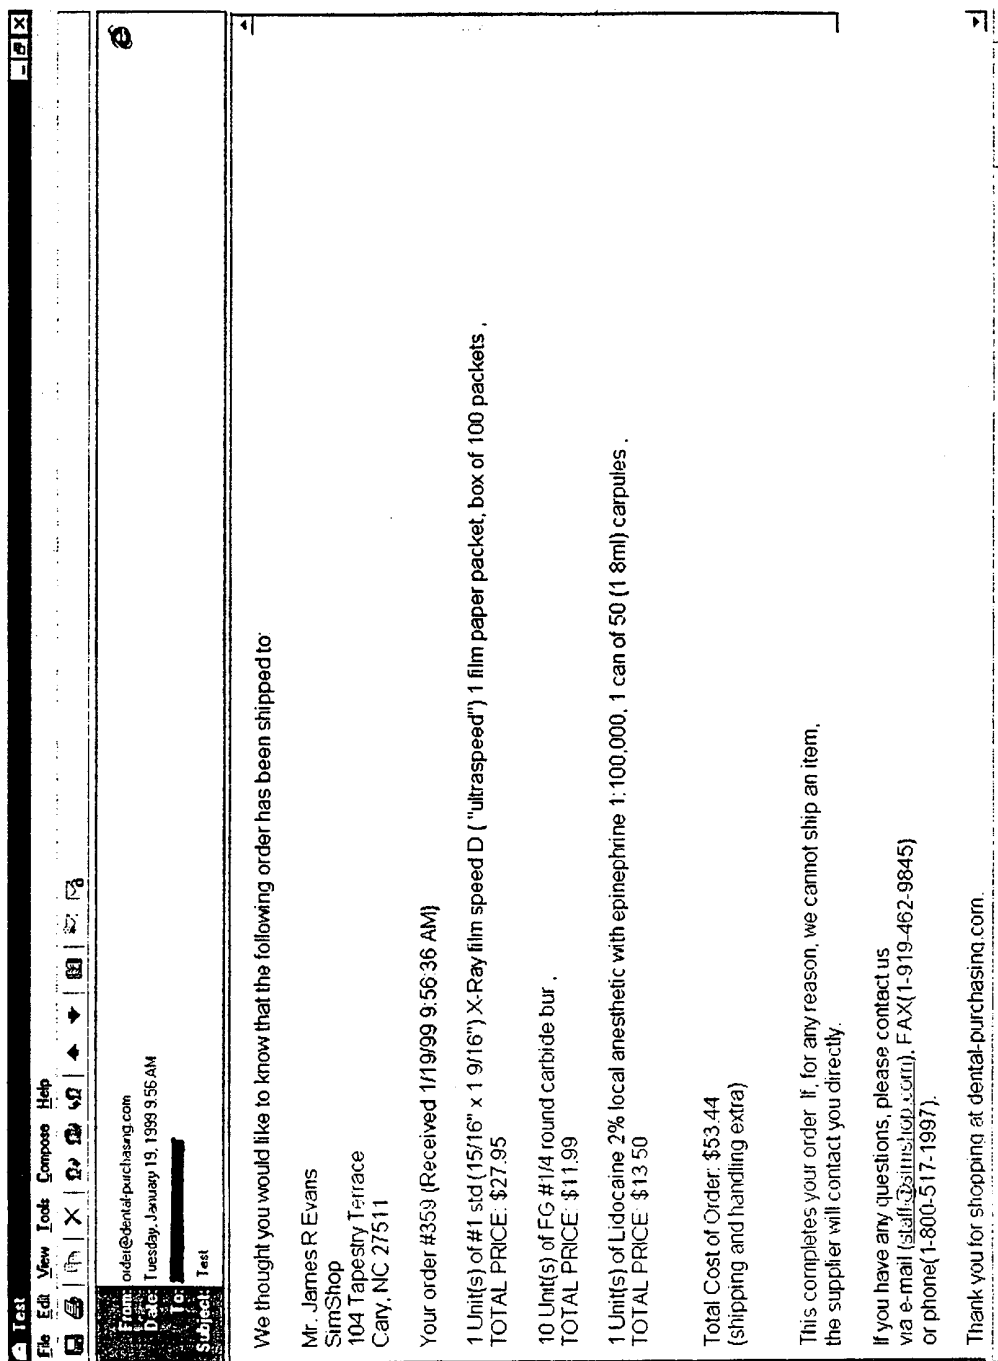 Test
File Edit View Tools Compose Help
From: order@dental-purchasing.com
Date: Tuesday, January 19, 1999 9:56 AM
To:
Subject: Test
We thought you would like to know that the following order has been shipped to:
Mr. James R Evans
SimShop
104 Tapestry Terrace
Cary, NC 27511
Your order #359 (Received 1/19/99 9:56:36 AM)
1 Unit(s) of #1 std (15/16" x 1 9/16") X-Ray film speed D ( "ultraspeed") 1 film paper packet, box of 100 packets .
TOTAL PRICE: $27.95
10 Unit(s) of FG #1/4 round carbide bur .
TOTAL PRICE: $11.99
1 Unit(s) of Lidocaine 2% local anesthetic with epinephrine 1:100,000, 1 can of 50 (1 8ml) carpules .
TOTAL PRICE: $13 50
Total Cost of Order: $53.44
(shipping and handling extra)
This completes your order If, for any reason, we cannot ship an item,
the supplier will contact you directly.
If you have any questions, please contact us
via e-mail (staff@simshop.com), FAX(1-919-462-9845)
or phone(1-800-517-1997).
Thank you for shopping at dental-purchasing.com.